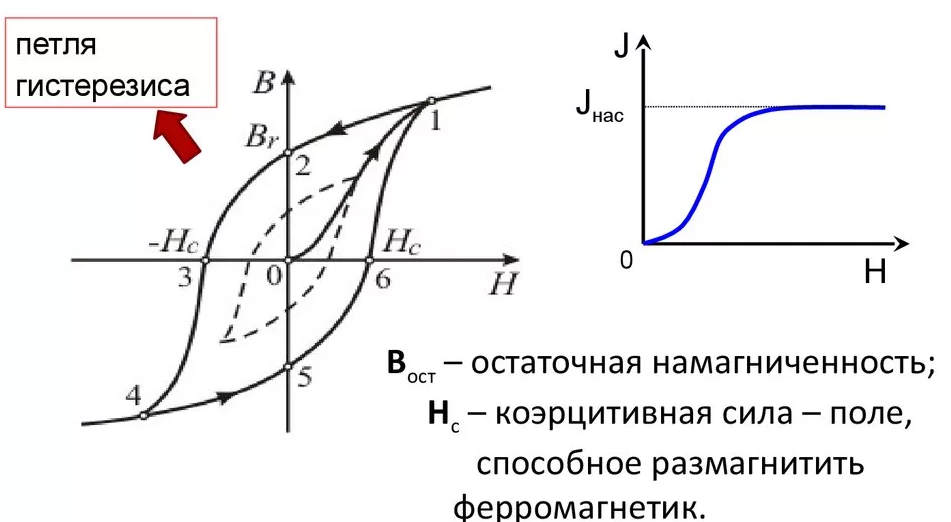 петля
гистерезиса
B
Br
1
2
-Hc
Hc
3
0
6
H
4
5
J
Jнас
0
H
Bост – остаточная намагниченность;
Hс – коэрцитивная сила – поле,
способное размагнитить
ферромагнетик.